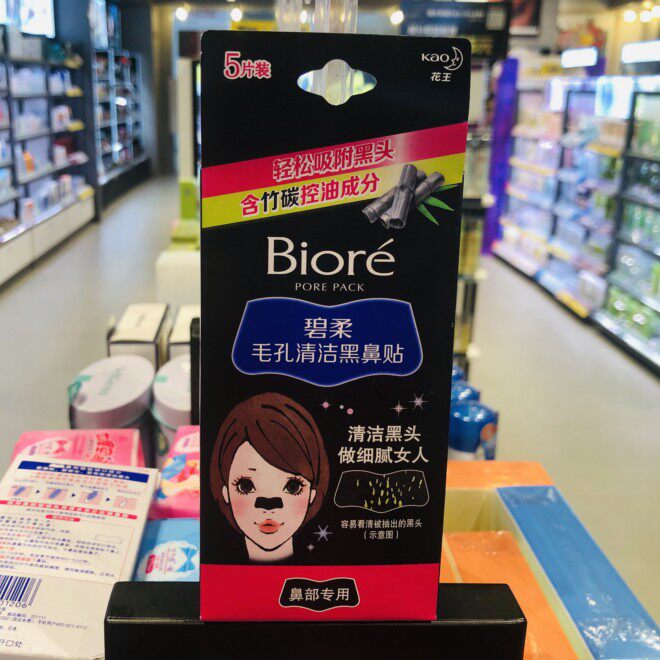 5片装
Kao
花王
轻松吸附黑头
含竹碳控油成分
Bioré
PORE PACK
碧柔
毛孔清洁黑鼻贴
清洁黑头
做细腻女人
容易看清被抽出的黑头
（示意图）
鼻部专用